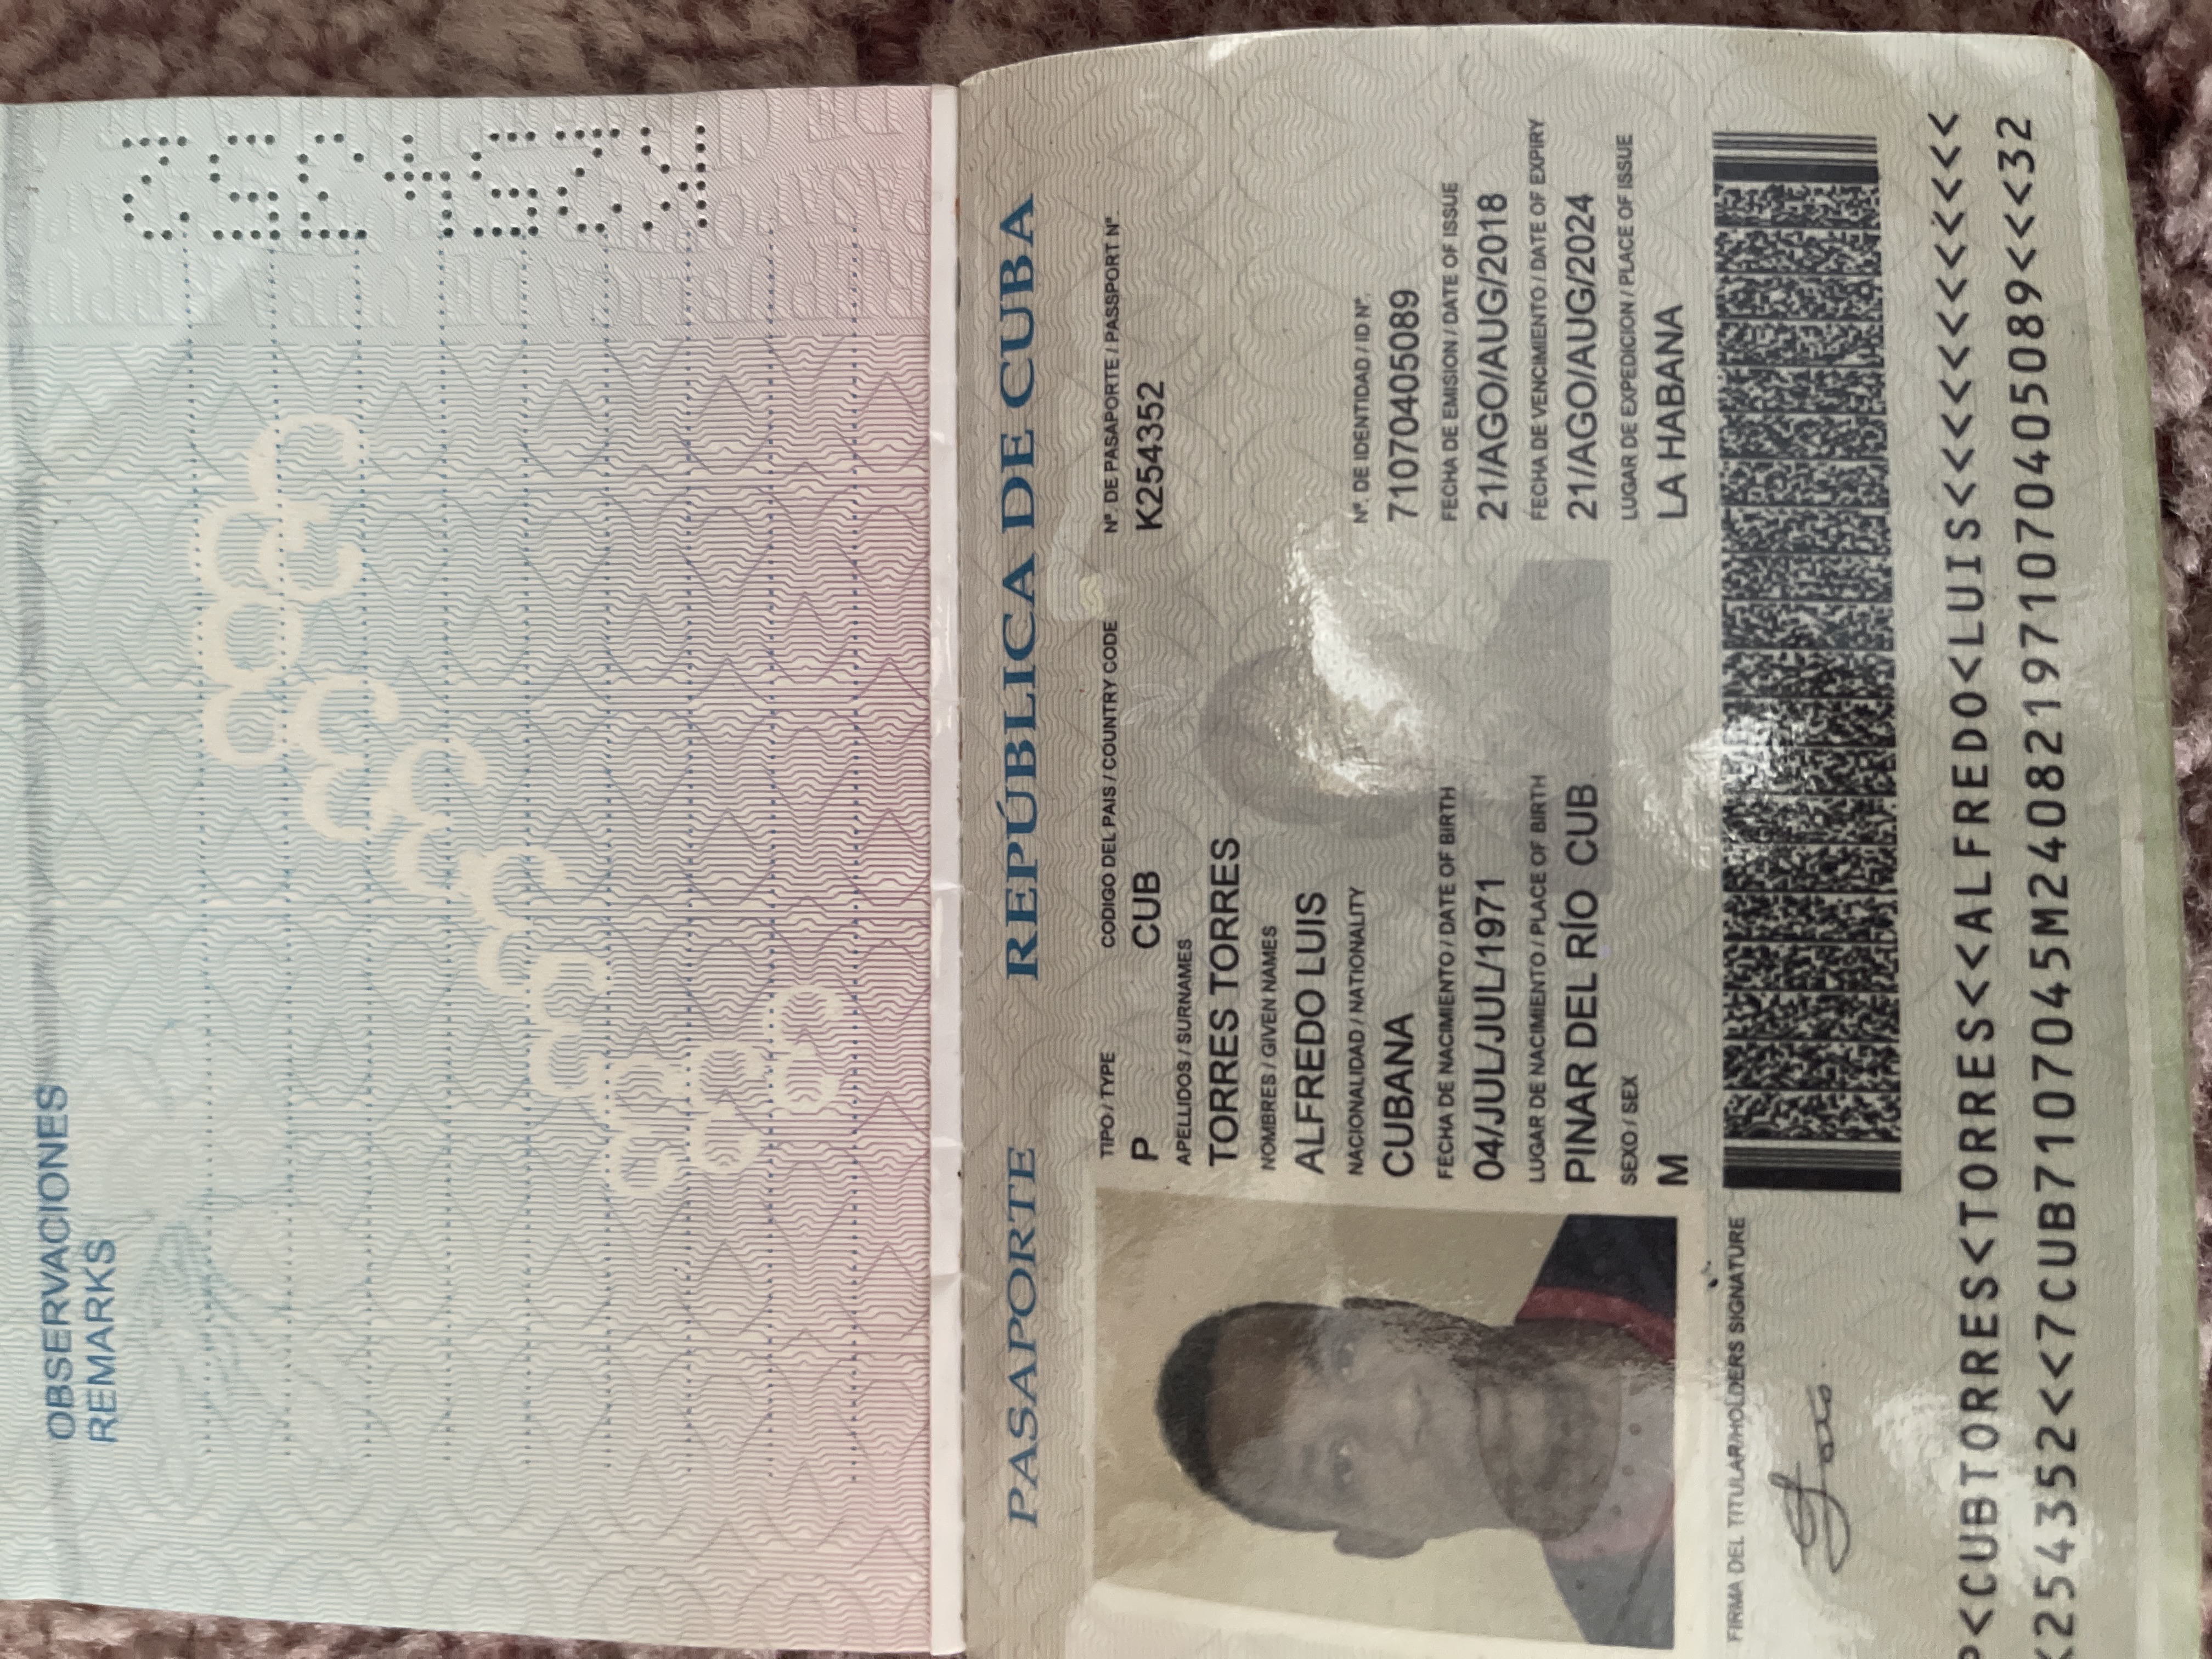 OBSERVACIONES
REMARKS
K254352
PASAPORTE REPÚBLICA DE CUBA
TIPO / TYPE CODIGO DEL PAIS / COUNTRY CODE Nº. DE PASAPORTE / PASSPORT Nº.
P CUB K254352
APELLIDOS / SURNAMES
TORRES TORRES
NOMBRES / GIVEN NAMES
ALFREDO LUIS
NACIONALIDAD / NATIONALITY Nº. DE IDENTIDAD / ID Nº.
CUBANA 71070405089
FECHA DE NACIMIENTO / DATE OF BIRTH FECHA DE EMISION / DATE OF ISSUE
04/JUL/JUL/1971 21/AGO/AUG/2018
LUGAR DE NACIMIENTO / PLACE OF BIRTH FECHA DE VENCIMIENTO / DATE OF EXPIRY
PINAR DEL RÍO CUB 21/AGO/AUG/2024
SEXO / SEX LUGAR DE EXPEDICION / PLACE OF ISSUE
M LA HABANA
FIRMA DEL TITULAR/HOLDERS SIGNATURE
P<CUBTORRES<TORRES<<ALFREDO<LUIS<<<<<<<<<<<<
K254352<<7CUB7107045M240821971070405089<<<32